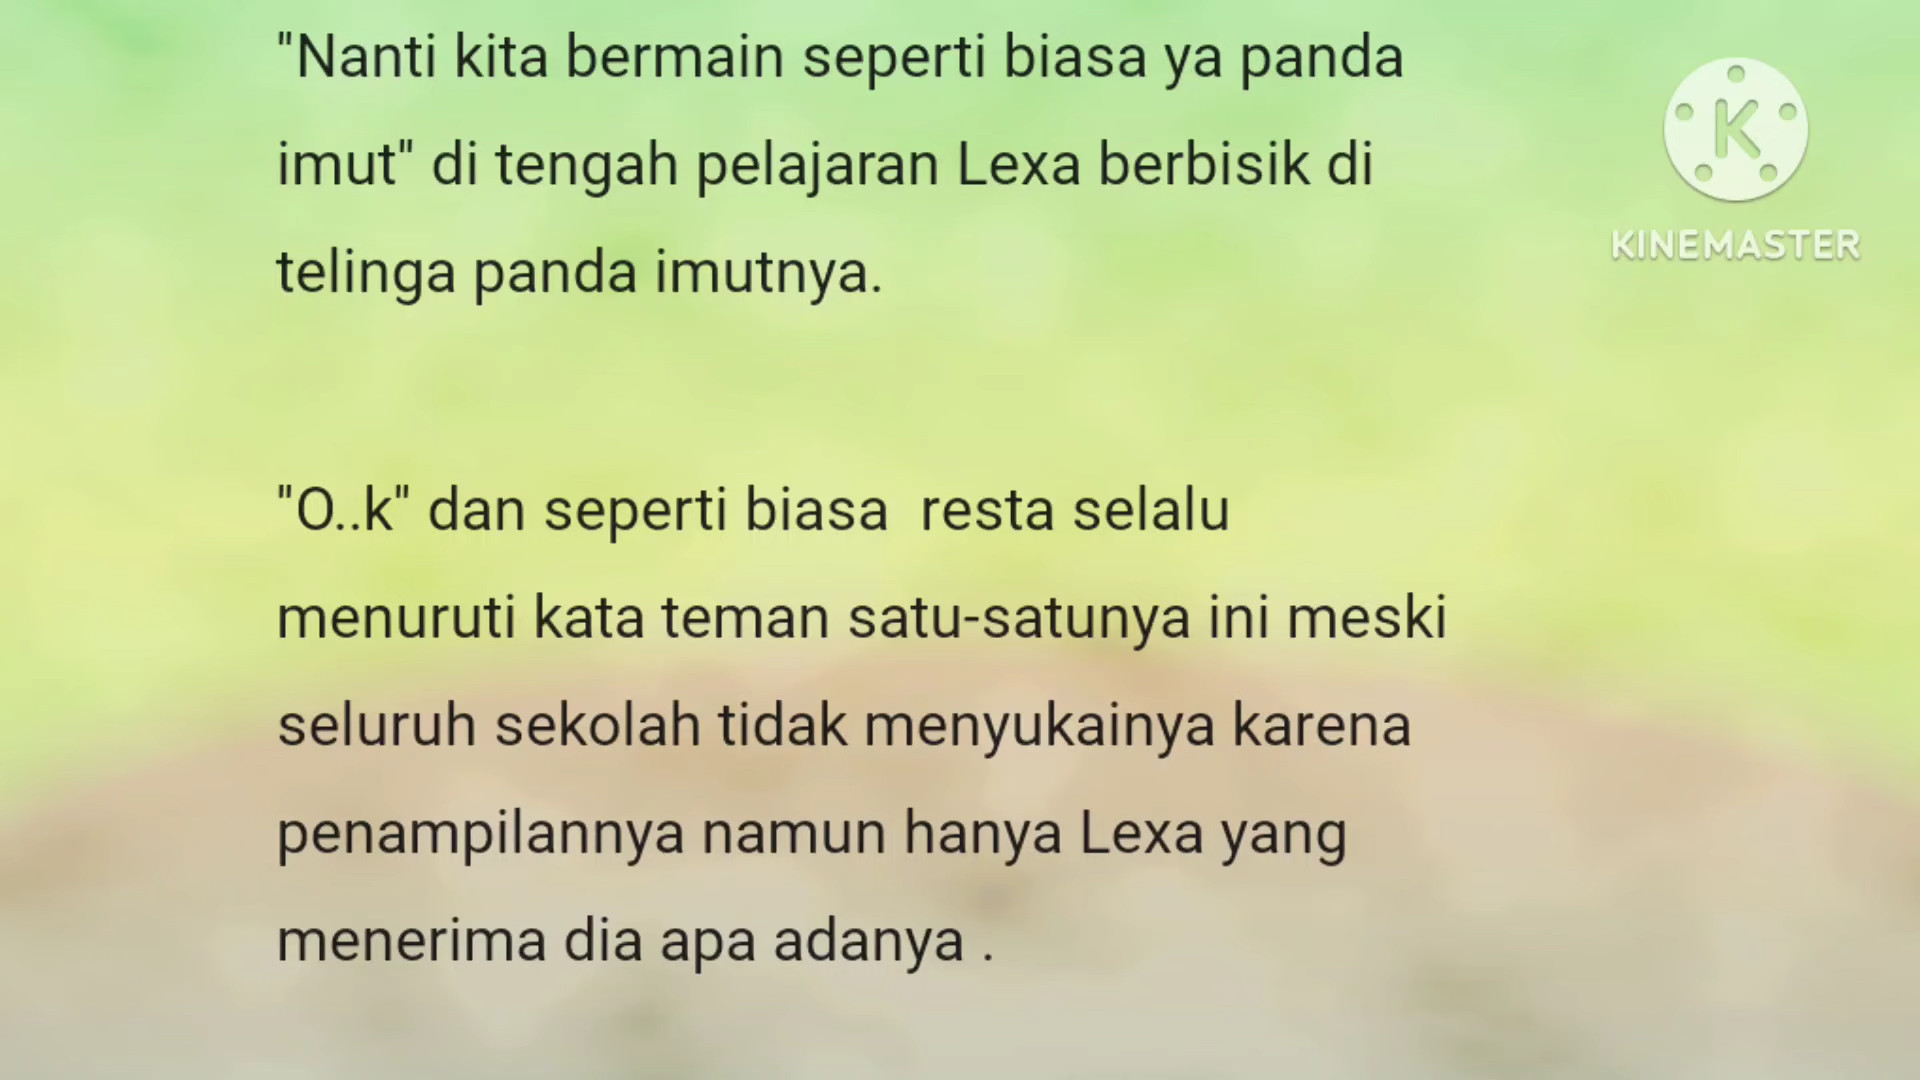 "Nanti kita bermain seperti biasa ya panda
imut" di tengah pelajaran Lexa berbisik di
telinga panda imutnya.
"O..k" dan seperti biasa  resta selalu
menuruti kata teman satu-satunya ini meski
seluruh sekolah tidak menyukainya karena
penampilannya namun hanya Lexa yang
menerima dia apa adanya .
K
KINEMASTER